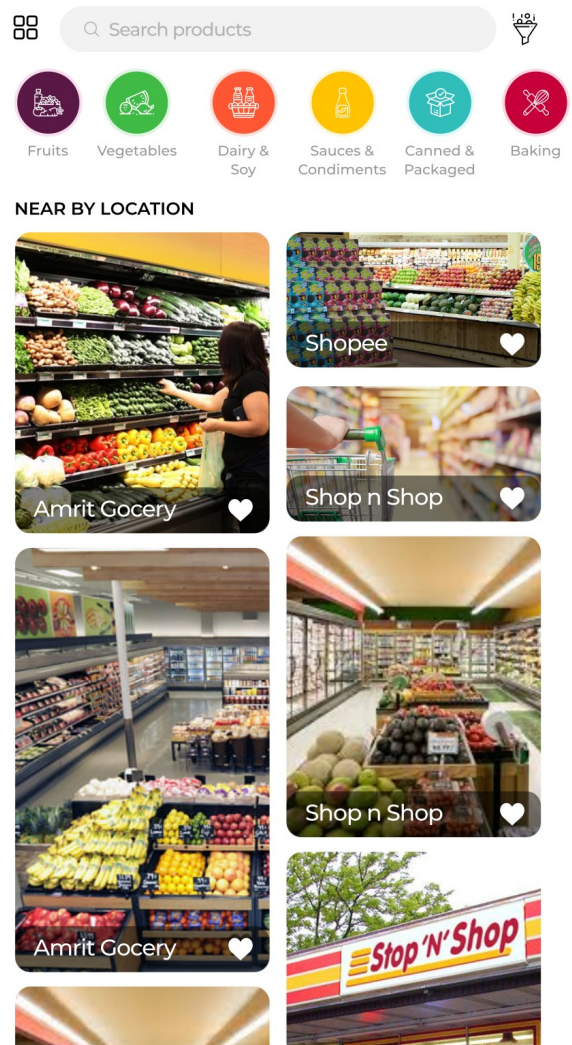 Search products
Fruits
Vegetables
Dairy &
Soy
Sauces &
Condiments
Canned &
Packaged
Baking
NEAR BY LOCATION
Amrit Gocery
Shopee
Shop n Shop
Amrit Gocery
Shop n Shop
Stop 'N' Shop